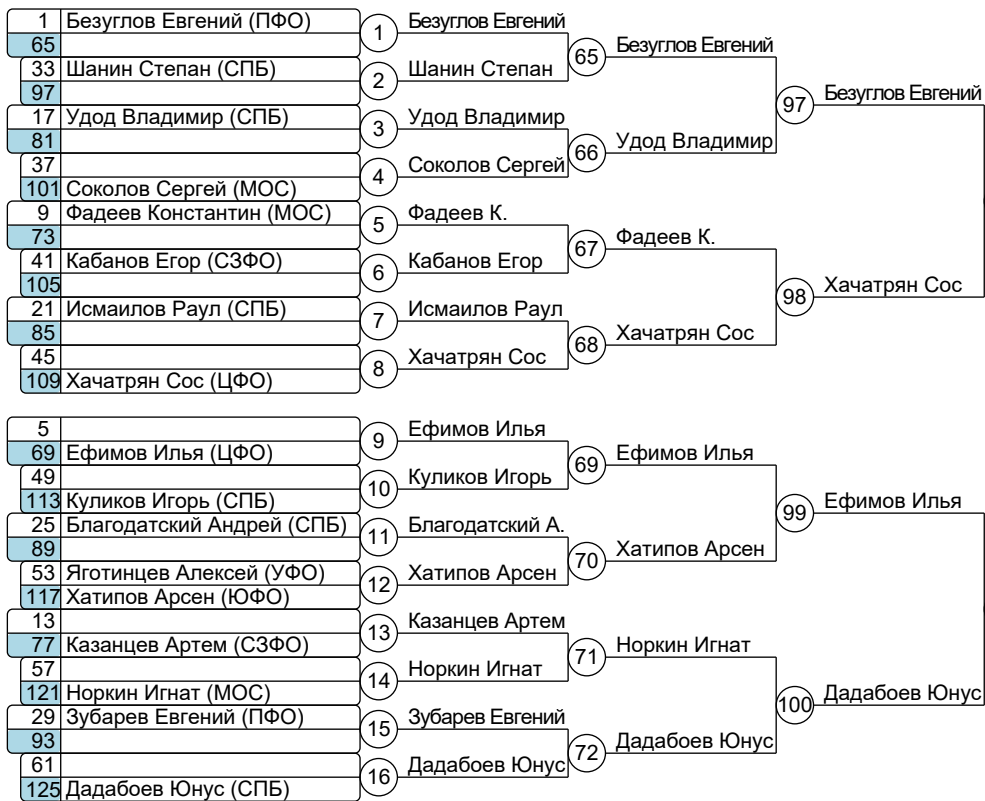 1 Безуглов Евгений (ПФО) 1 Безуглов Евгений
65 65 Безуглов Евгений
33 Шанин Степан (СПБ) 2 Шанин Степан
97 97 Безуглов Евгений
17 Удод Владимир (СПБ) 3 Удод Владимир
81 66 Удод Владимир
37 4 Соколов Сергей
101 Соколов Сергей (МОС)
9 Фадеев Константин (МОС) 5 Фадеев К.
73 67 Фадеев К.
41 Кабанов Егор (СЗФО) 6 Кабанов Егор
105 98 Хачатрян Сос
21 Исмаилов Раул (СПБ) 7 Исмаилов Раул
85 68 Хачатрян Сос
45 8 Хачатрян Сос
109 Хачатрян Сос (ЦФО)
5 9 Ефимов Илья
69 Ефимов Илья (ЦФО) 69 Ефимов Илья
49 10 Куликов Игорь
113 Куликов Игорь (СПБ) 99 Ефимов Илья
25 Благодатский Андрей (СПБ) 11 Благодатский А.
89 70 Хатипов Арсен
53 Яготинцев Алексей (УФО) 12 Хатипов Арсен
117 Хатипов Арсен (ЮФО)
13 13 Казанцев Артем
77 Казанцев Артем (СЗФО) 71 Норкин Игнат
57 14 Норкин Игнат
121 Норкин Игнат (МОС) 100 Дадабоев Юнус
29 Зубарев Евгений (ПФО) 15 Зубарев Евгений
93 72 Дадабоев Юнус
61 16 Дадабоев Юнус
125 Дадабоев Юнус (СПБ)